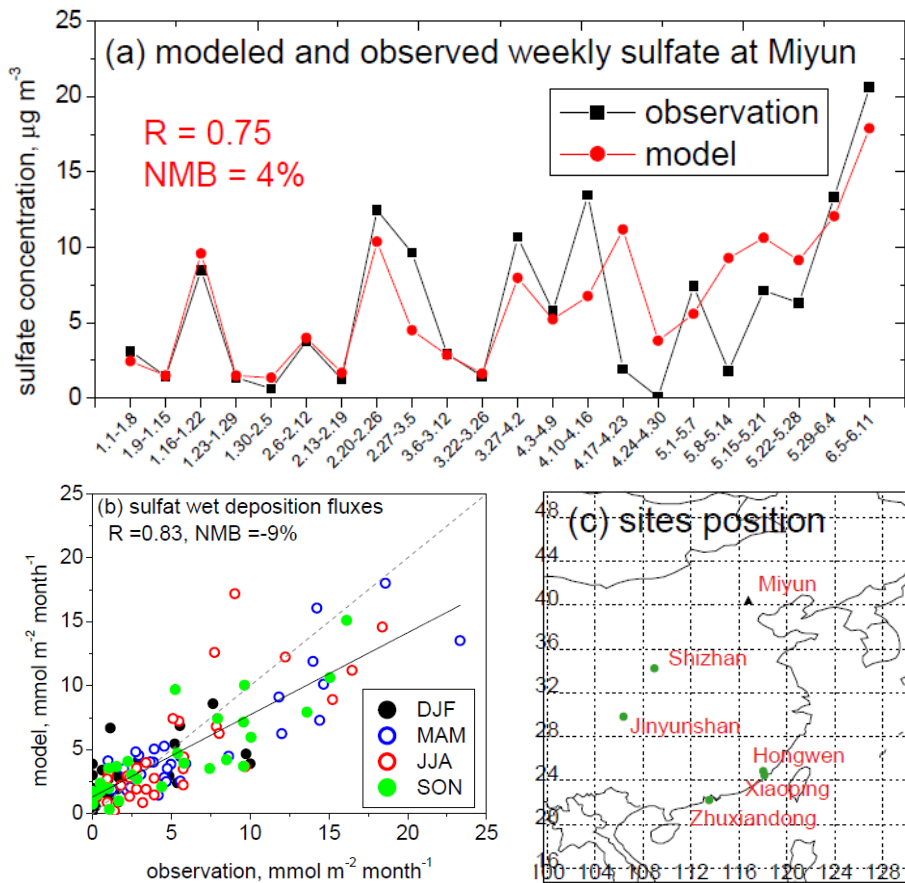 25
(a) modeled and observed weekly sulfate at Miyun
20
15
10
5
0
sulfate concentration, μg m-3
R = 0.75
NMB = 4%
observation
model
1.1-1.8
1.9-1.15
1.16-1.22
1.23-1.29
1.30-2.5
2.6-2.12
2.13-2.19
2.20-2.26
2.27-3.5
3.6-3.12
3.22-3.26
3.27-4.2
4.3-4.9
4.10-4.16
4.17-4.23
4.24-4.30
5.1-5.7
5.8-5.14
5.15-5.21
5.22-5.28
5.29-6.4
6.5-6.11
25
(b) sulfat wet deposition fluxes
R =0.83, NMB =-9%
20
15
10
5
0
model, mmol m-2 month-1
DJF
MAM
JJA
SON
0 5 10 15 20 25
observation, mmol m-2 month-1
(c) sites position
48
44
40
36
32
28
24
20
16
Miyun
Shizhan
Jinyunshan
Hongwen
Xiaoping
Zhuxiandong
100 104 108 112 116 120 124 128